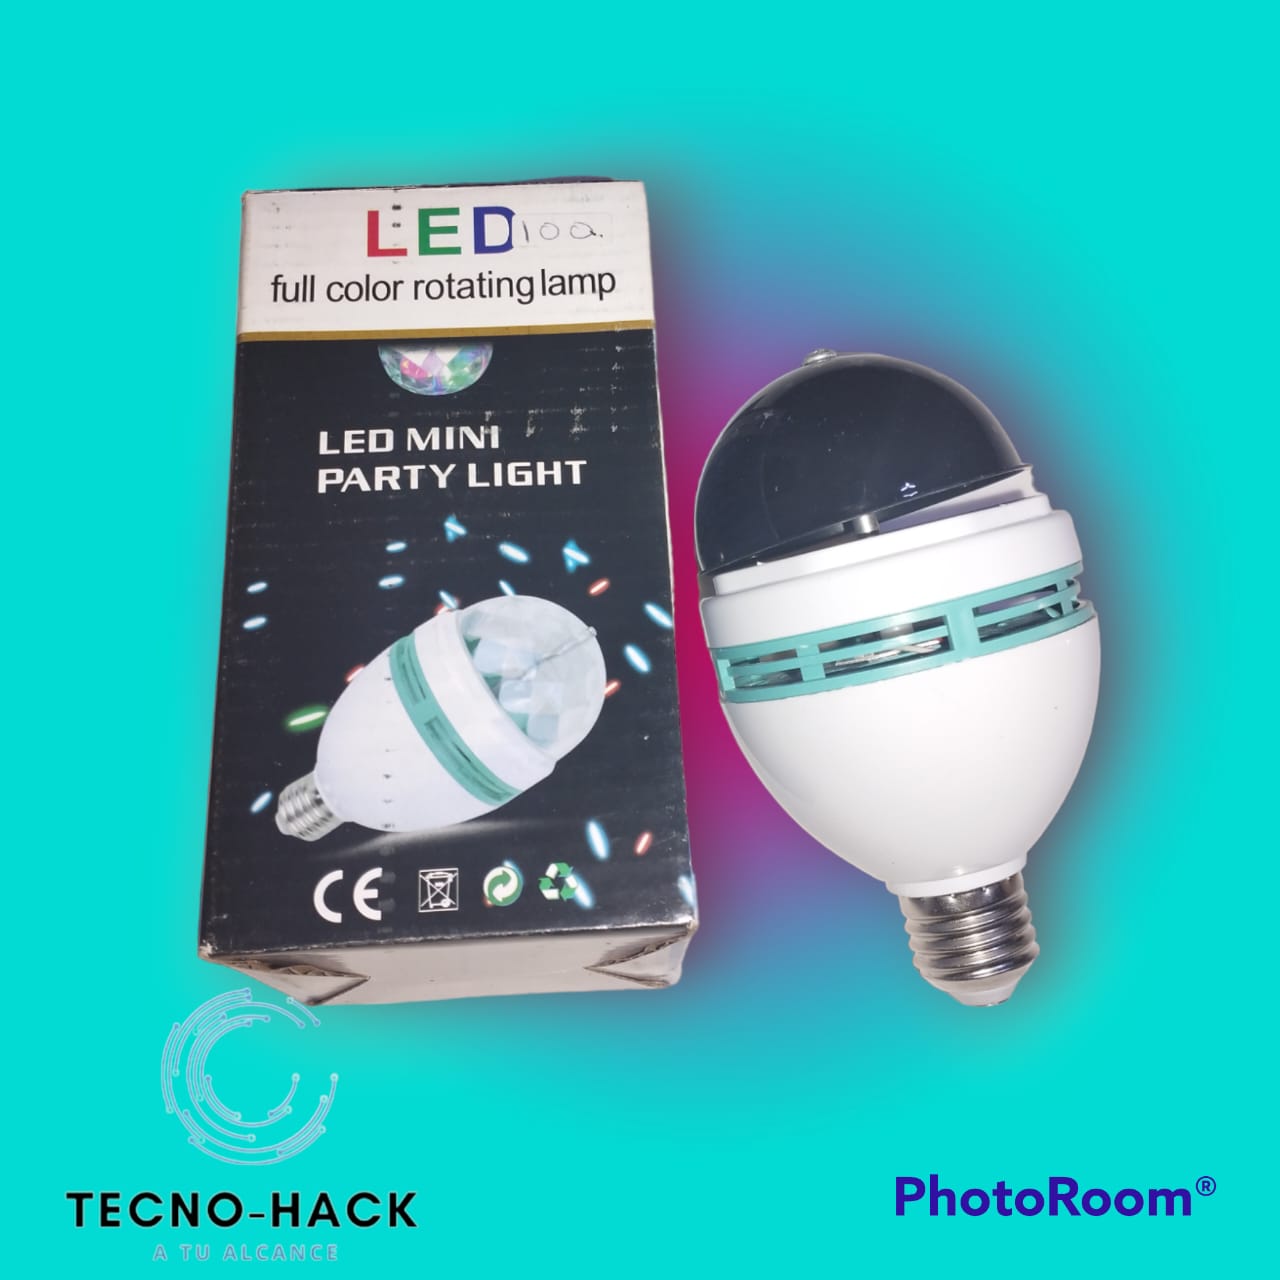 LED 100
full color rotating lamp
LED MINI
PARTY LIGHT
CE
TECNO-HACK
A TU ALCANCE
PhotoRoom®